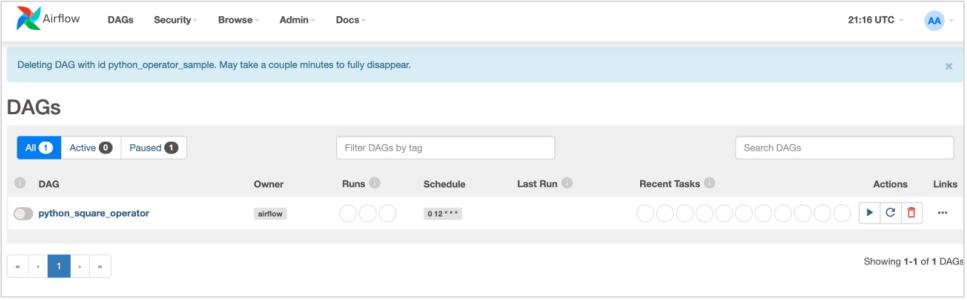 Airflow DAGs Security Browse Admin Docs 21:16 UTC AA
Deleting DAG with id python_operator_sample. May take a couple minutes to fully disappear. ×
DAGs
All 1 Active 0 Paused 1 Filter DAGs by tag Search DAGs
DAG Owner Runs Schedule Last Run Recent Tasks Actions Links
python_square_operator airflow 0 12 * * * ...
« ‹ 1 › » Showing 1-1 of 1 DAGs